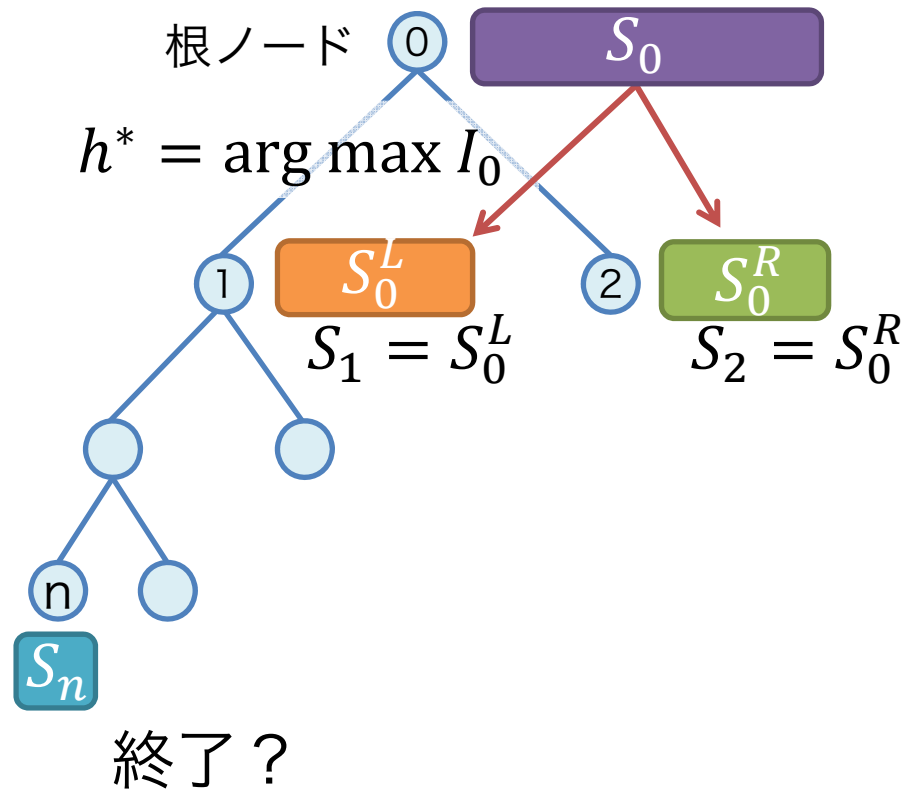 根ノード 0 S_0
h* = arg max I_0
1 S_0^L 2 S_0^R
S_1 = S_0^L S_2 = S_0^R
n
S_n
終了？